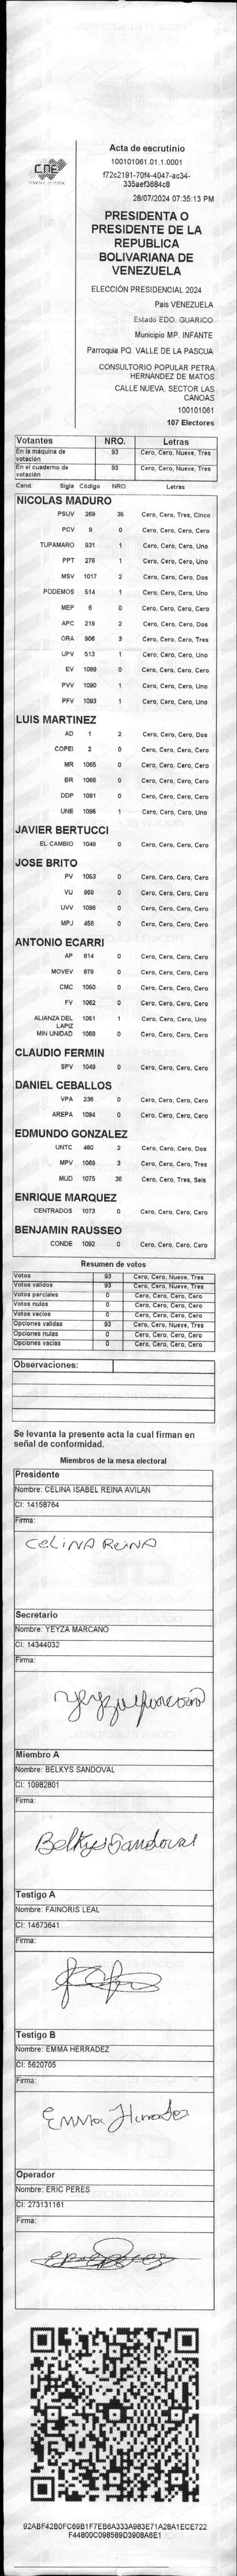 CNE
Acta de escrutinio
100101061.01.1.0001
f72c2191-70f4-4047-ac34-
335aef3684c8
28/07/2024 07:35:13 PM
PRESIDENTA O
PRESIDENTE DE LA
REPUBLICA
BOLIVARIANA DE
VENEZUELA
ELECCIÓN PRESIDENCIAL 2024
Pais VENEZUELA
Estado EDO. GUARICO
Municipio MP. INFANTE
Parroquia PQ. VALLE DE LA PASCUA
CONSULTORIO POPULAR PETRA
HERNÁNDEZ DE MATOS
CALLE NUEVA, SECTOR LAS
CANOAS
100101061
107 Electores
Votantes NRO. Letras
En la máquina de votación 93 Cero, Cero, Nueve, Tres
En el cuaderno de votación 93 Cero, Cero, Nueve, Tres
Cand. Sigla Código NRO. Letras
NICOLAS MADURO
PSUV 269 35 Cero, Cero, Tres, Cinco
PCV 9 0 Cero, Cero, Cero, Cero
TUPAMARO 931 1 Cero, Cero, Cero, Uno
PPT 276 1 Cero, Cero, Cero, Uno
MSV 1017 2 Cero, Cero, Cero, Dos
PODEMOS 514 1 Cero, Cero, Cero, Uno
MEP 6 0 Cero, Cero, Cero, Cero
APC 219 2 Cero, Cero, Cero, Dos
ORA 906 3 Cero, Cero, Cero, Tres
UPV 513 1 Cero, Cero, Cero, Uno
EV 1089 0 Cero, Cero, Cero, Cero
PVV 1090 1 Cero, Cero, Cero, Uno
PFV 1093 1 Cero, Cero, Cero, Uno
LUIS MARTINEZ
AD 1 2 Cero, Cero, Cero, Dos
COPEI 2 0 Cero, Cero, Cero, Cero
MR 1065 0 Cero, Cero, Cero, Cero
BR 1066 0 Cero, Cero, Cero, Cero
DDP 1091 0 Cero, Cero, Cero, Cero
UNE 1095 1 Cero, Cero, Cero, Uno
JAVIER BERTUCCI
EL CAMBIO 1048 0 Cero, Cero, Cero, Cero
JOSE BRITO
PV 1053 0 Cero, Cero, Cero, Cero
VU 868 0 Cero, Cero, Cero, Cero
UVV 1096 0 Cero, Cero, Cero, Cero
MPJ 458 0 Cero, Cero, Cero, Cero
ANTONIO ECARRI
AP 814 0 Cero, Cero, Cero, Cero
MOVEV 878 0 Cero, Cero, Cero, Cero
CMC 1050 0 Cero, Cero, Cero, Cero
FV 1052 0 Cero, Cero, Cero, Cero
ALIANZA DEL LAPIZ 1051 1 Cero, Cero, Cero, Uno
MIN UNIDAD 1088 0 Cero, Cero, Cero, Cero
CLAUDIO FERMIN
SPV 1049 0 Cero, Cero, Cero, Cero
DANIEL CEBALLOS
VPA 236 0 Cero, Cero, Cero, Cero
AREPA 1094 0 Cero, Cero, Cero, Cero
EDMUNDO GONZALEZ
UNTC 460 2 Cero, Cero, Cero, Dos
MPV 1069 3 Cero, Cero, Cero, Tres
MUD 1075 36 Cero, Cero, Tres, Seis
ENRIQUE MARQUEZ
CENTRADOS 1073 0 Cero, Cero, Cero, Cero
BENJAMIN RAUSSEO
CONDE 1092 0 Cero, Cero, Cero, Cero
Resumen de votos
Votos 93 Cero, Cero, Nueve, Tres
Votos validos 93 Cero, Cero, Nueve, Tres
Votos parciales 0 Cero, Cero, Cero, Cero
Votos nulos 0 Cero, Cero, Cero, Cero
Votos vacios 0 Cero, Cero, Cero, Cero
Opciones validas 93 Cero, Cero, Nueve, Tres
Opciones nulas 0 Cero, Cero, Cero, Cero
Opciones vacias 0 Cero, Cero, Cero, Cero
Observaciones:
Se levanta la presente acta la cual firman en
señal de conformidad.
Miembros de la mesa electoral
Presidente
Nombre: CELINA ISABEL REINA AVILAN
CI: 14158764
Firma:
CELINA REINA
Secretario
Nombre: YEYZA MARCANO
CI: 14344032
Firma:
Miembro A
Nombre: BELKYS SANDOVAL
CI: 10982801
Firma:
Belkys Sandoval
Testigo A
Nombre: FAINORIS LEAL
CI: 14673641
Firma:
Testigo B
Nombre: EMMA HERRADEZ
CI: 5620705
Firma:
Operador
Nombre: ERIC PERES
CI: 273131161
Firma:
92ABF42B0FC69B1F7EB6A333A983E71A28A1ECE722
F44800C098589D3908A6E1